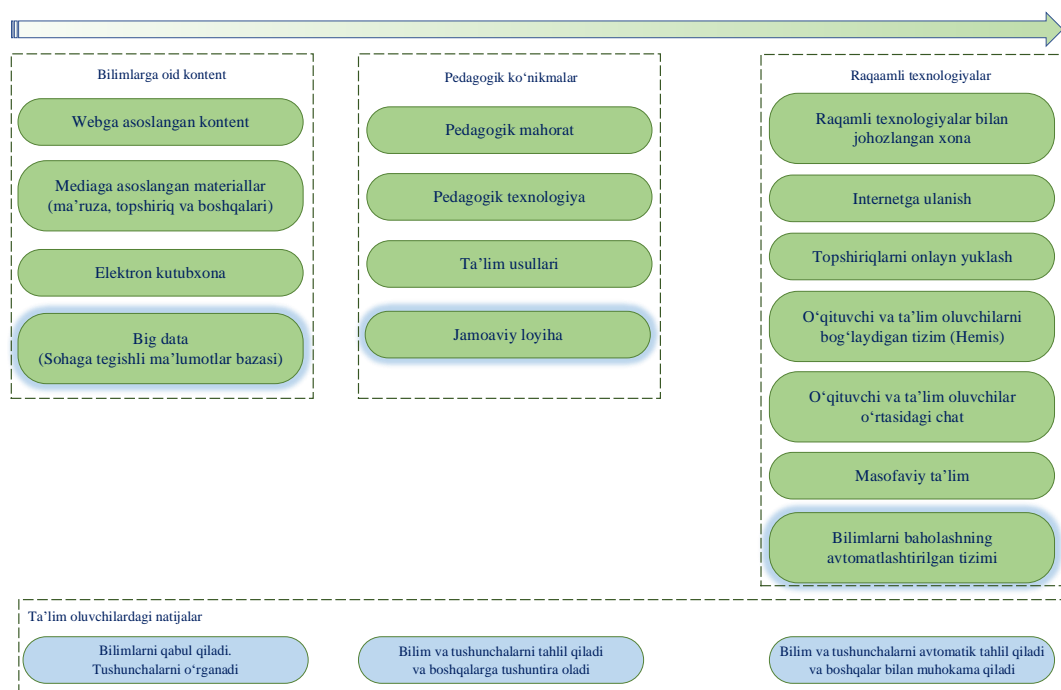 Bilimlarga oid kontent
Webga asoslangan kontent
Mediaga asoslangan materiallar
(ma’ruza, topshiriq va boshqalari)
Elektron kutubxona
Big data
(Sohaga tegishli ma’lumotlar bazasi)
Pedagogik ko‘nikmalar
Pedagogik mahorat
Pedagogik texnologiya
Ta’lim usullari
Jamoaviy loyiha
Raqaamli texnologiyalar
Raqamli texnologiyalar bilan
johozlangan xona
Internetga ulanish
Topshiriqlarni onlayn yuklash
O‘qituvchi va ta’lim oluvchilarni
bog‘laydigan tizim (Hemis)
O‘qituvchi va ta’lim oluvchilar
o‘rtasidagi chat
Masofaviy ta’lim
Bilimlarni baholashning
avtomatlashtirilgan tizimi
Ta’lim oluvchilardagi natijalar
Bilimlarni qabul qiladi.
Tushunchalarni o‘rganadi
Bilim va tushunchalarni tahlil qiladi
va boshqalarga tushuntira oladi
Bilim va tushunchalarni avtomatik tahlil qiladi
va boshqalar bilan muhokama qiladi